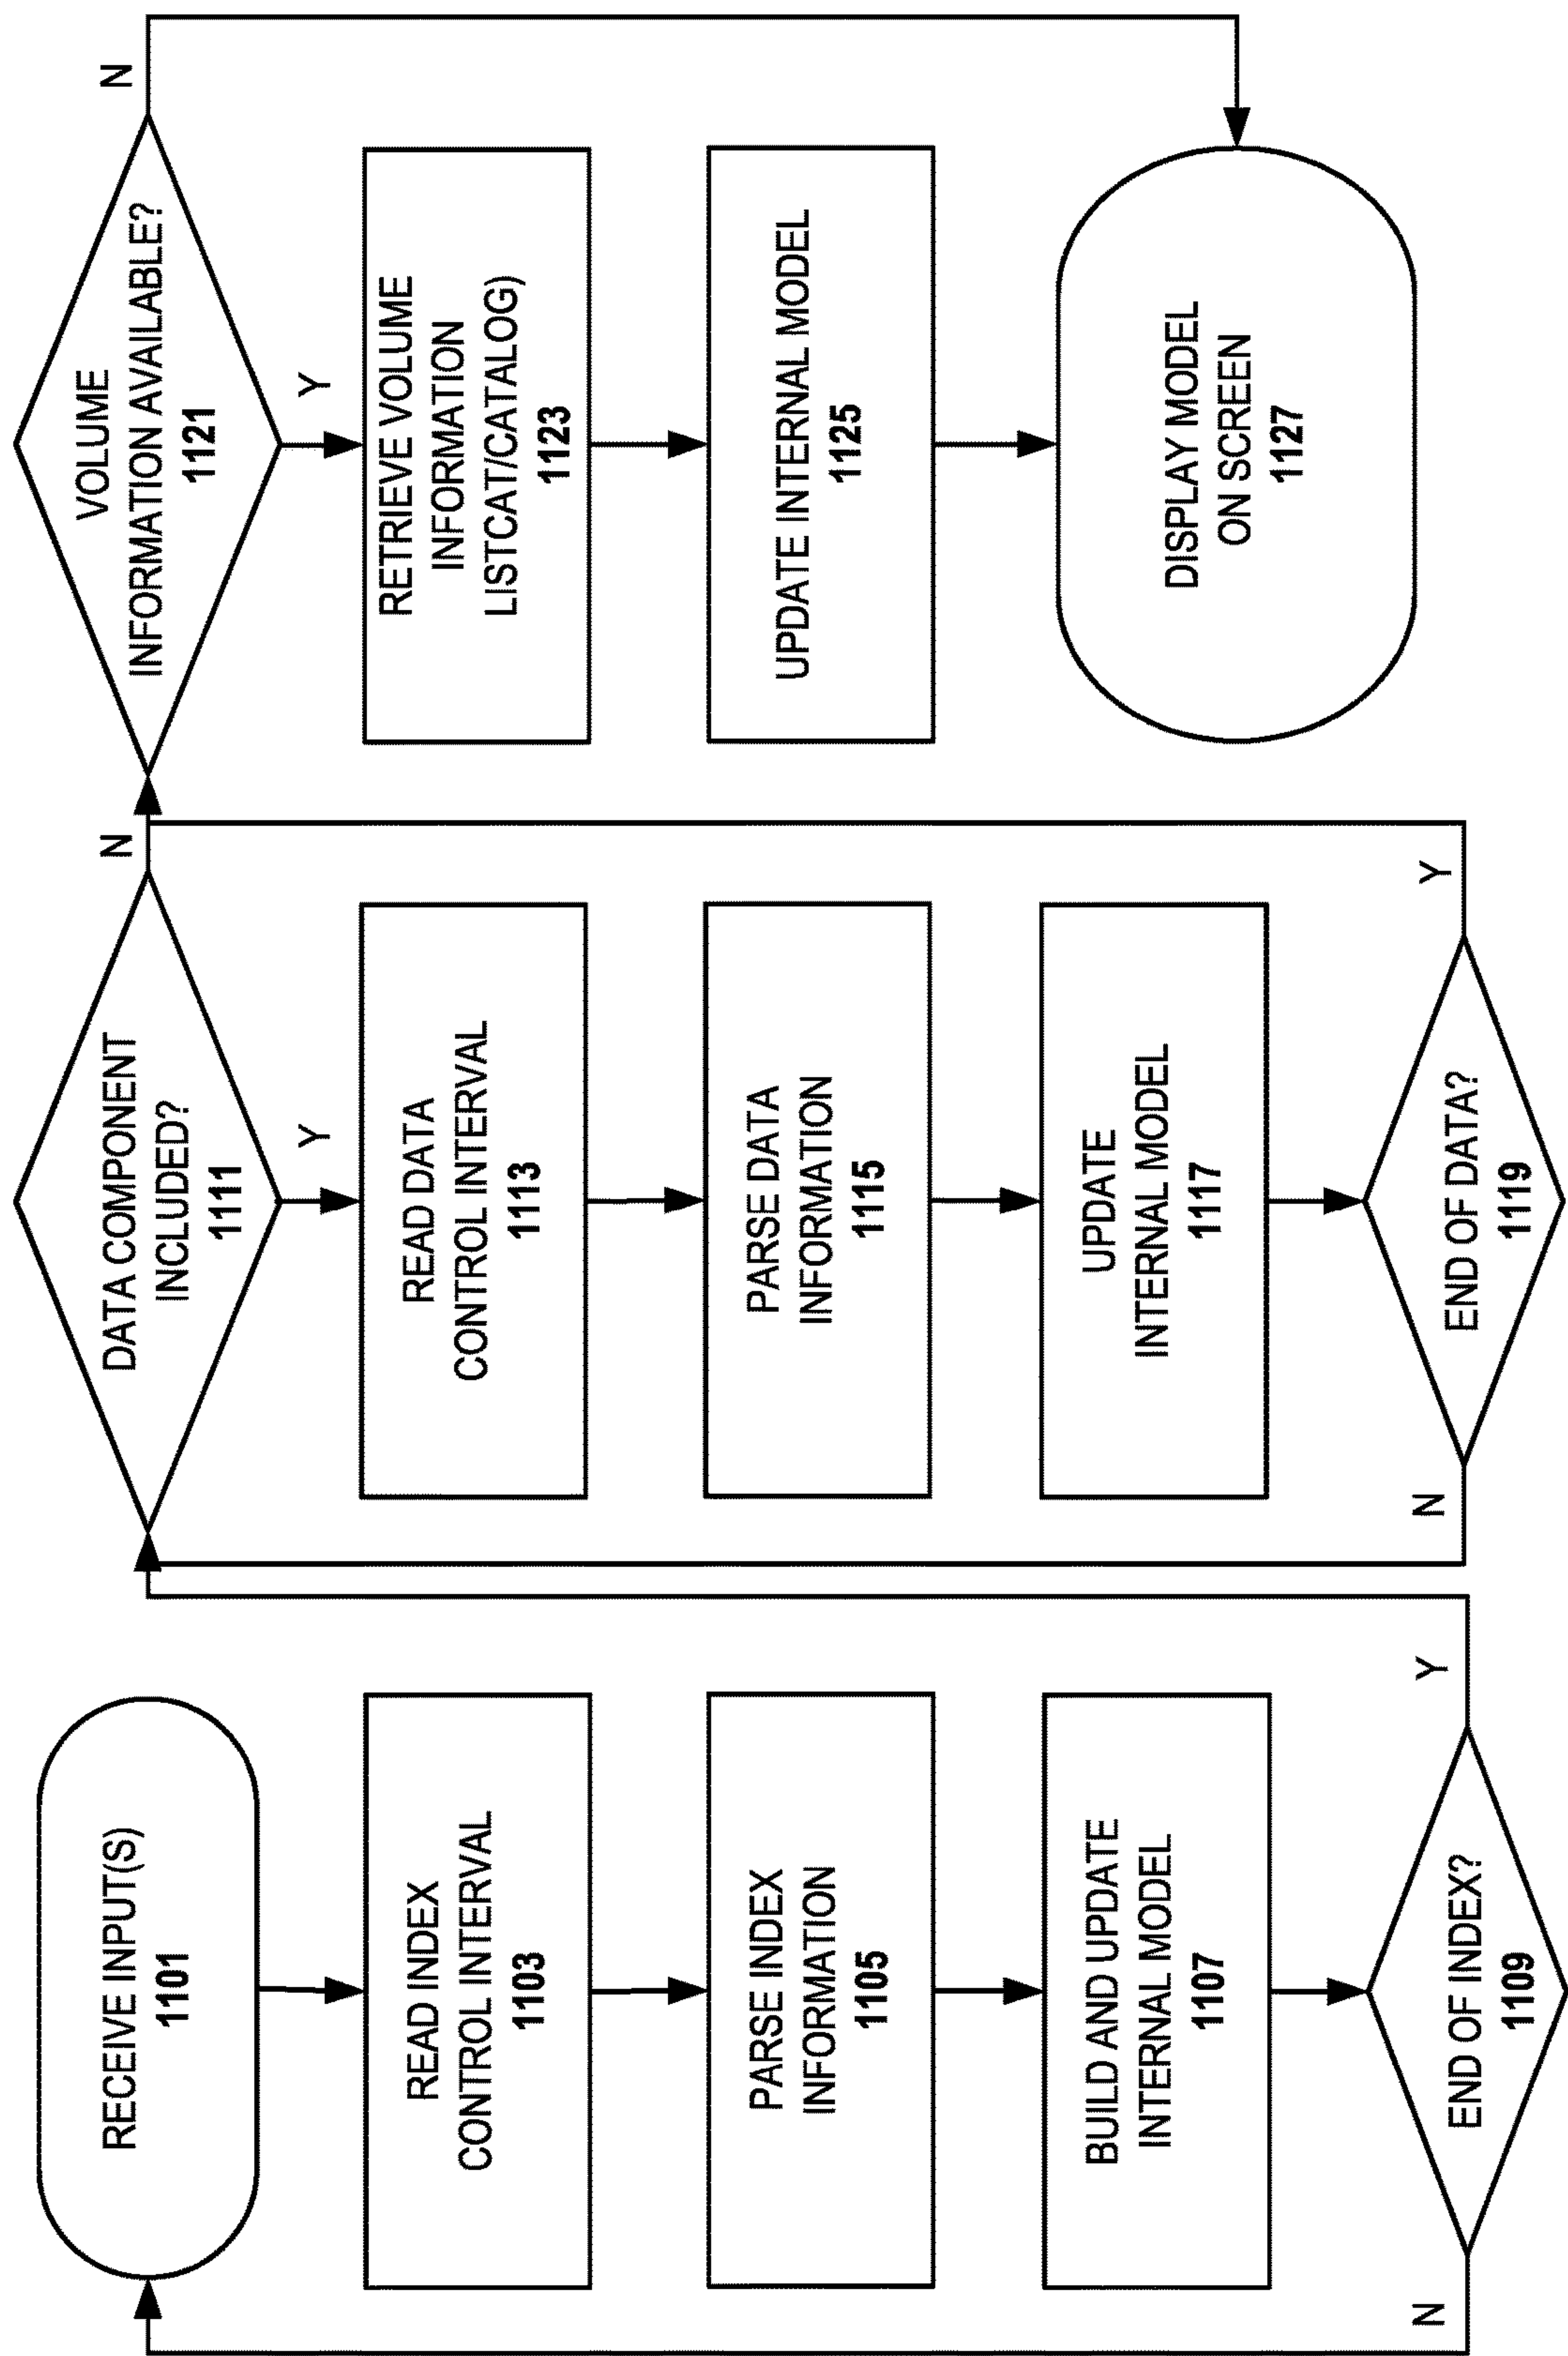 RECEIVE INPUT(S)
1101
READ INDEX
CONTROL INTERVAL
1103
PARSE INDEX
INFORMATION
1105
BUILD AND UPDATE
INTERNAL MODEL
1107
END OF INDEX?
1109
N
Y
DATA COMPONENT
INCLUDED?
1111
N
Y
READ DATA
CONTROL INTERVAL
1113
PARSE DATA
INFORMATION
1115
UPDATE
INTERNAL MODEL
1117
END OF DATA?
1119
N
Y
VOLUME
INFORMATION AVAILABLE?
1121
N
Y
RETRIEVE VOLUME
INFORMATION
LISTCAT/CATALOG)
1123
UPDATE INTERNAL MODEL
1125
DISPLAY MODEL
ON SCREEN
1127